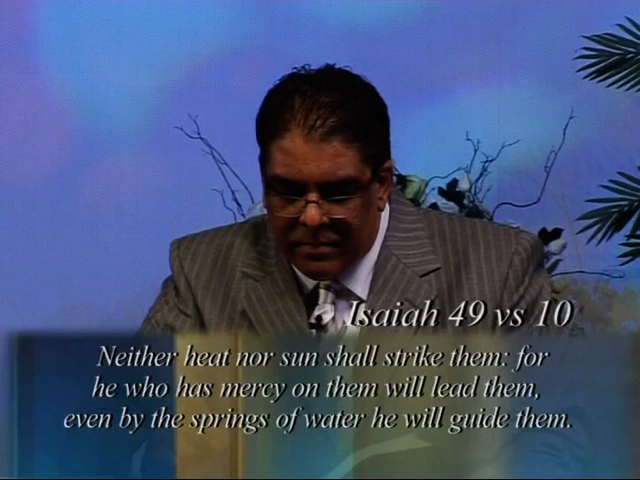 Isaiah 49 vs 10
Neither heat nor sun shall strike them: for
he who has mercy on them will lead them,
even by the springs of water he will guide them.